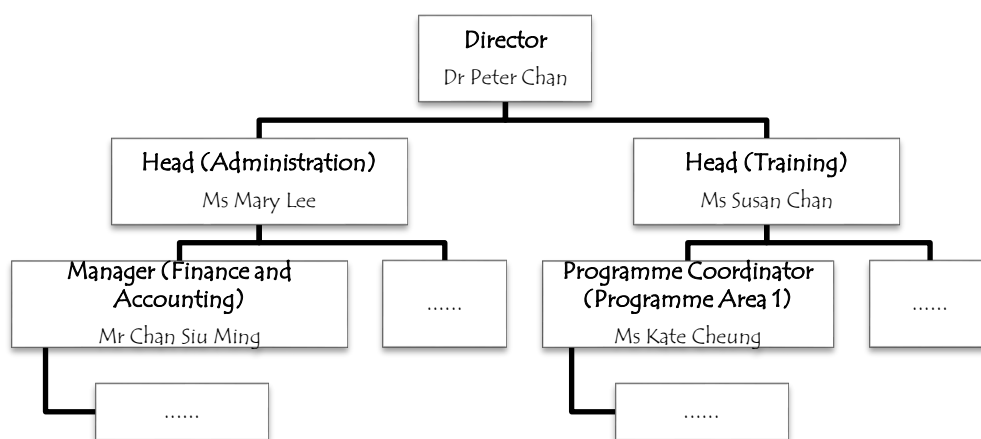 Director
Dr Peter Chan
Head (Administration)
Ms Mary Lee
Head (Training)
Ms Susan Chan
Manager (Finance and
Accounting)
Mr Chan Siu Ming
......
Programme Coordinator
(Programme Area 1)
Ms Kate Cheung
......
......
......